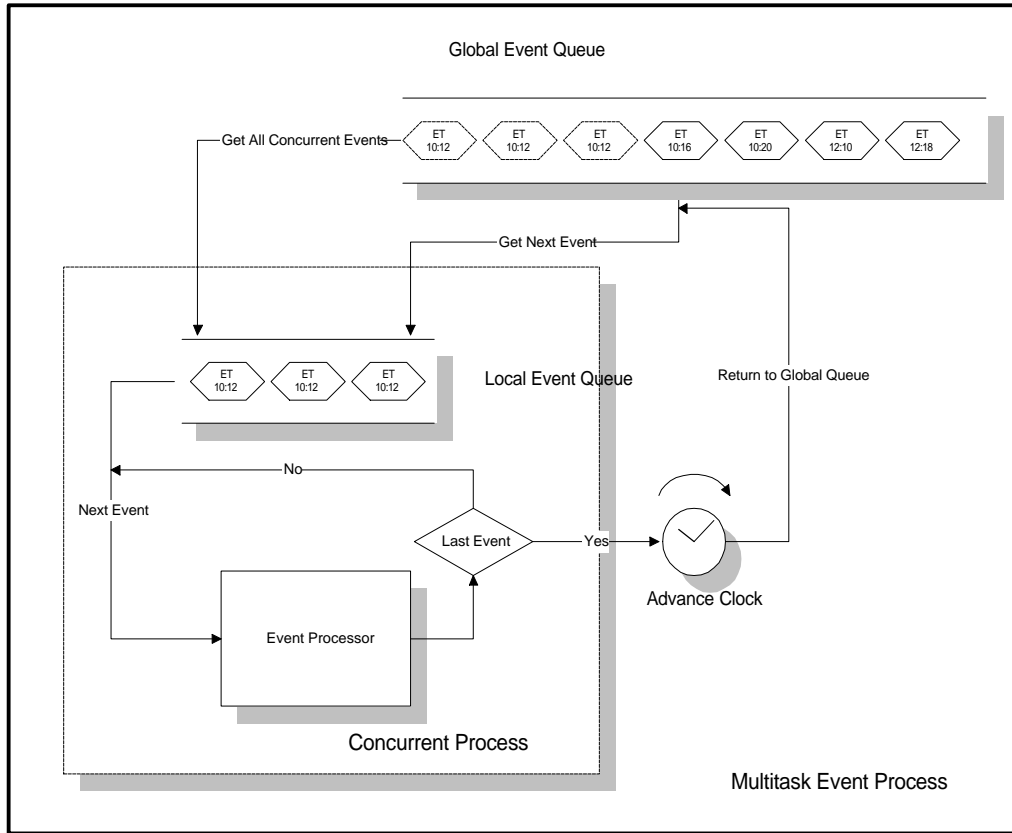 Global Event Queue
Get All Concurrent Events
ET
10:12
ET
10:12
ET
10:12
ET
10:16
ET
10:20
ET
12:10
ET
12:18
Get Next Event
ET
10:12
ET
10:12
ET
10:12
Local Event Queue
Return to Global Queue
No
Next Event
Last Event
Yes
Advance Clock
Event Processor
Concurrent Process
Multitask Event Process